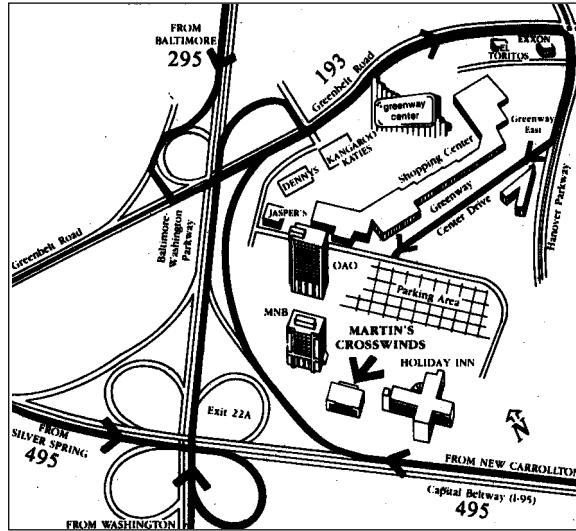 FROM
BALTIMORE
295
193
Greenbelt Road
EXXON
EL
TORITOS
greenway
center
Greenway
East
KANGAROO
KATIES
DENNYS
Shopping Center
JASPER'S
Greenway
Center Drive
Hanover Parkway
Greenbelt Road
Baltimore-
Washington
Parkway
OAO
Parking Area
MNB
MARTIN'S
CROSSWINDS
HOLIDAY INN
Exit 22A
N
FROM
SILVER SPRING
495
FROM NEW CARROLLTON
Capital Beltway (I-95)
495
FROM WASHINGTON